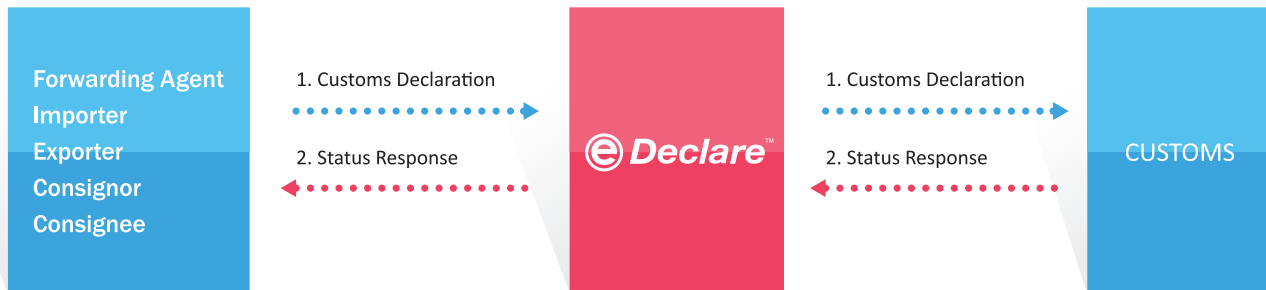 Forwarding Agent
Importer
Exporter
Consignor
Consignee
1. Customs Declaration
2. Status Response
e Declare™
1. Customs Declaration
2. Status Response
CUSTOMS